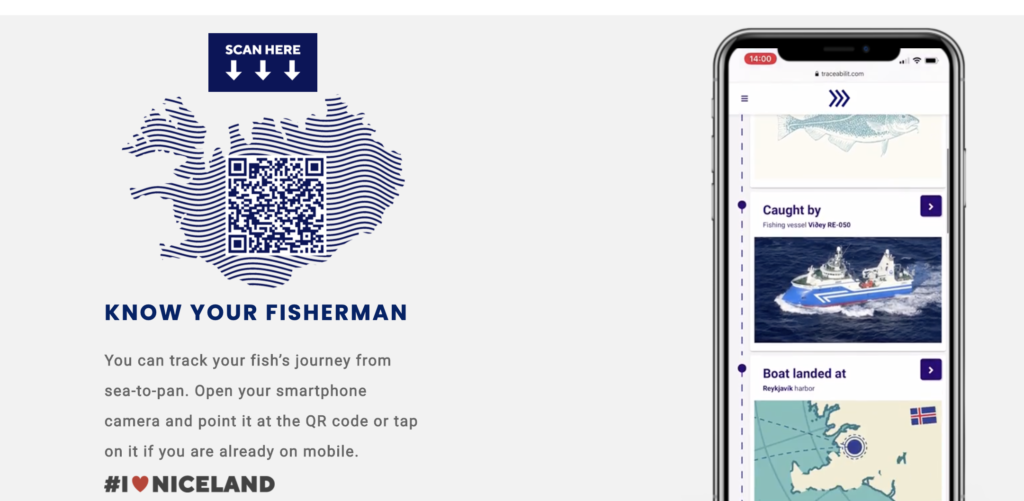 SCAN HERE
KNOW YOUR FISHERMAN
You can track your fish's journey from
sea-to-pan. Open your smartphone
camera and point it at the QR code or tap
on it if you are already on mobile.
#I♥NICELAND
14:00
traceabilit.com
Caught by
Fishing vessel Viðey RE-050
Boat landed at
Reykjavik harbor